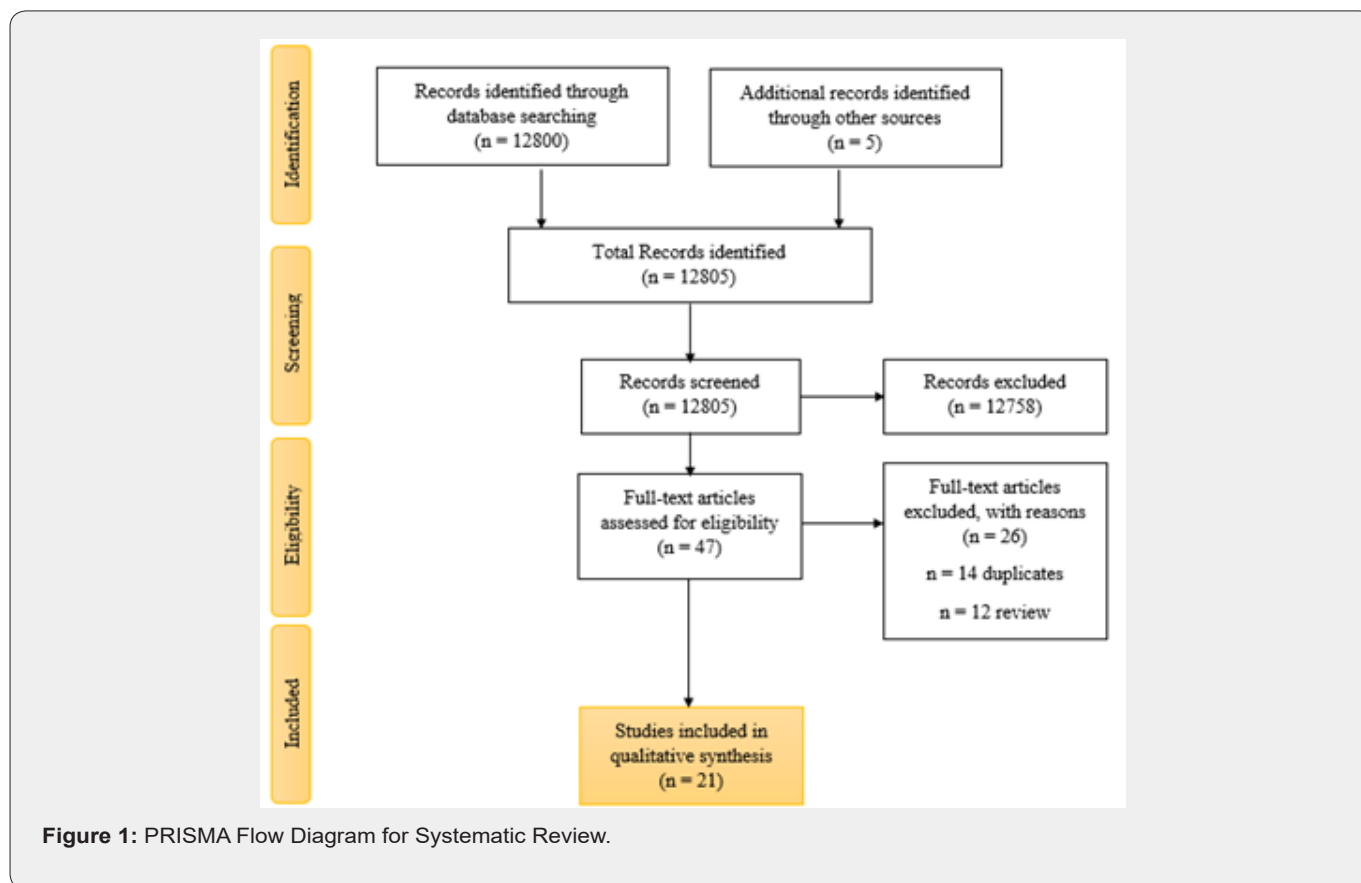 Identification
Records identified through
database searching
(n = 12800)
Additional records identified
through other sources
(n = 5)
Screening
Total Records identified
(n = 12805)
Records screened
(n = 12805)
Records excluded
(n = 12758)
Eligibility
Full-text articles
assessed for eligibility
(n = 47)
Full-text articles
excluded, with reasons
(n = 26)
n = 14 duplicates
n = 12 review
Included
Studies included in
qualitative synthesis
(n = 21)
Figure 1: PRISMA Flow Diagram for Systematic Review.